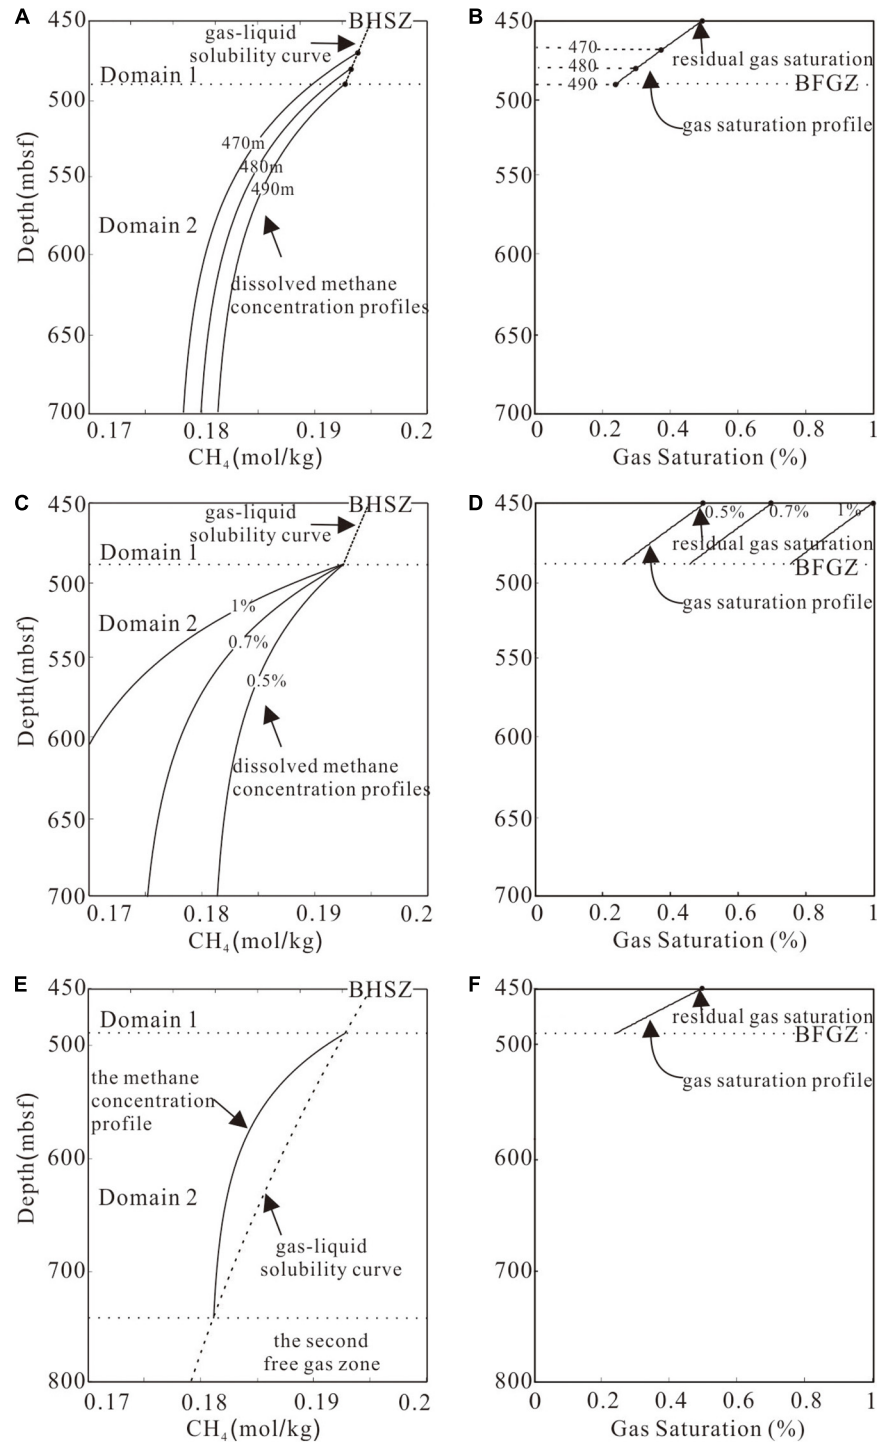 A
450
BHSZ
gas-liquid
solubility curve
Domain 1
500
470m
550
480m
490m
Domain 2
Depth(mbsf)
600
dissolved methane
concentration profiles
650
700
0.17
0.18
0.19
0.2
CH4(mol/kg)
B
450
470
residual gas saturation
480
490
BFGZ
500
gas saturation profile
550
600
650
700
0
0.2
0.4
0.6
0.8
1
Gas Saturation (%)
C
450
BHSZ
gas-liquid
solubility curve
Domain 1
500
1%
Domain 2
0.7%
550
0.5%
Depth(mbsf)
600
dissolved methane
concentration profiles
650
700
0.17
0.18
0.19
0.2
CH4(mol/kg)
D
450
0.5%
0.7%
1%
residual gas saturation
BFGZ
500
gas saturation profile
550
600
650
700
0
0.2
0.4
0.6
0.8
1
Gas Saturation (%)
E
450
BHSZ
Domain 1
500
the methane
concentration
profile
Depth(mbsf)
600
Domain 2
gas-liquid
solubility curve
700
the second
free gas zone
800
0.17
0.18
0.19
0.2
CH4(mol/kg)
F
450
residual gas saturation
BFGZ
500
gas saturation profile
600
700
800
0
0.2
0.4
0.6
0.8
1
Gas Saturation (%)